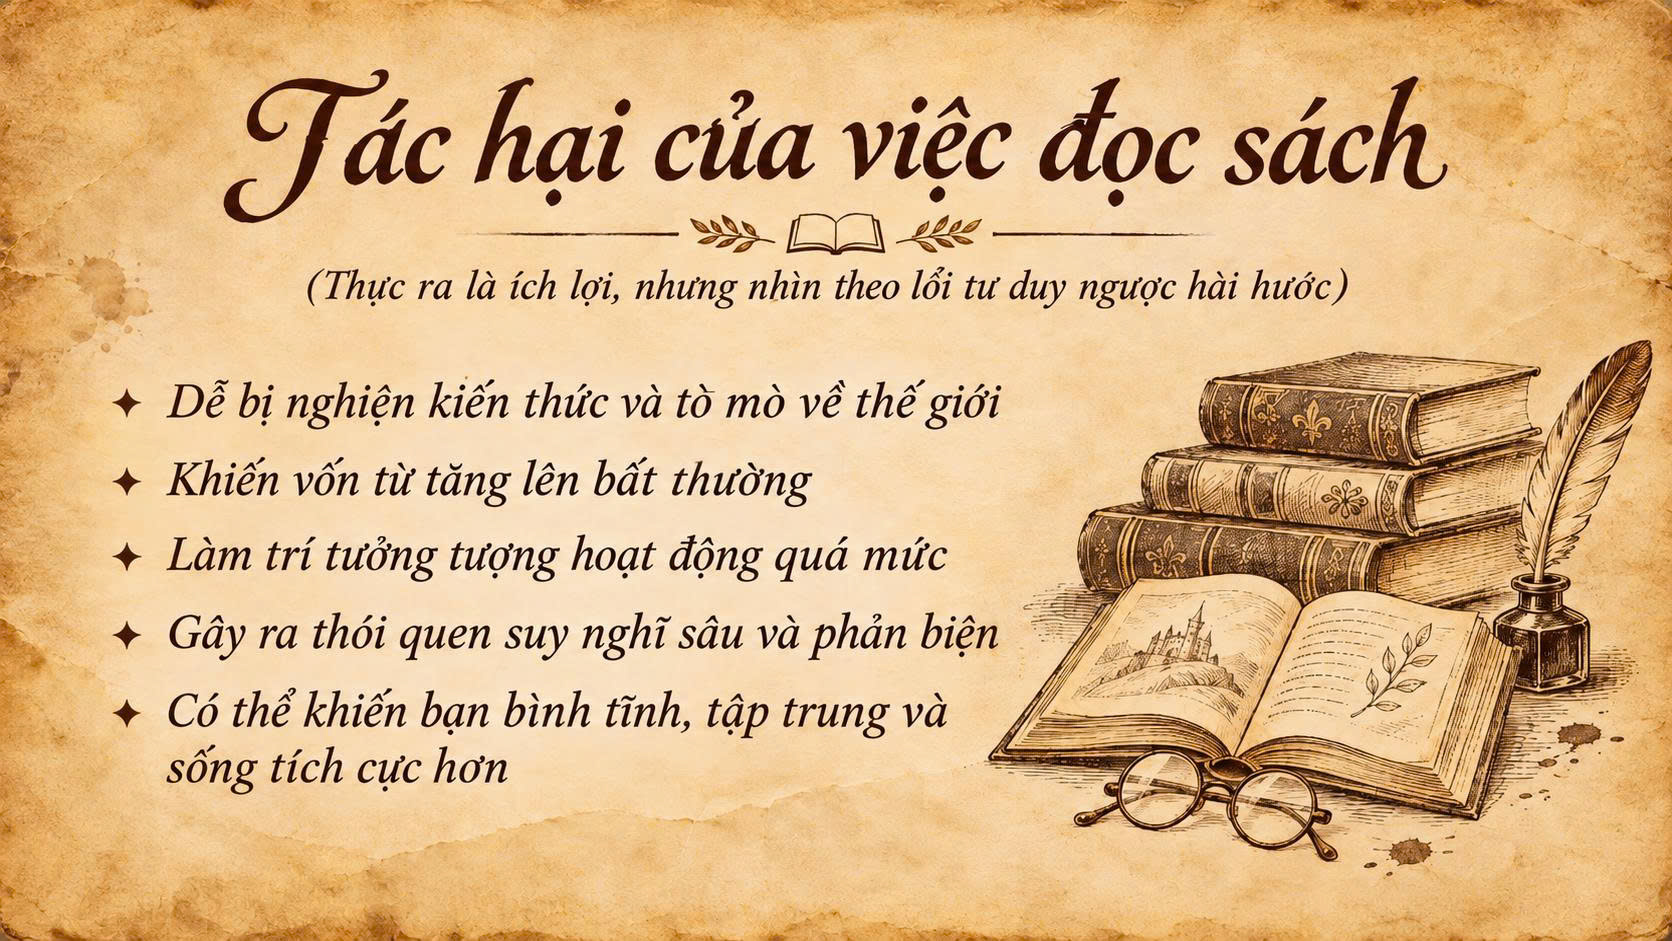 Tác hại của việc đọc sách
(Thực ra là ích lợi, nhưng nhìn theo lổi tư duy ngược hài hước)
Dễ bị nghiện kiến thức và tò mò về thế giới
Khiến vốn từ tăng lên bất thường
Làm trí tưởng tượng hoạt động quá mức
Gây ra thói quen suy nghĩ sâu và phản biện
Có thể khiến bạn bình tĩnh, tập trung và
sống tích cực hơn